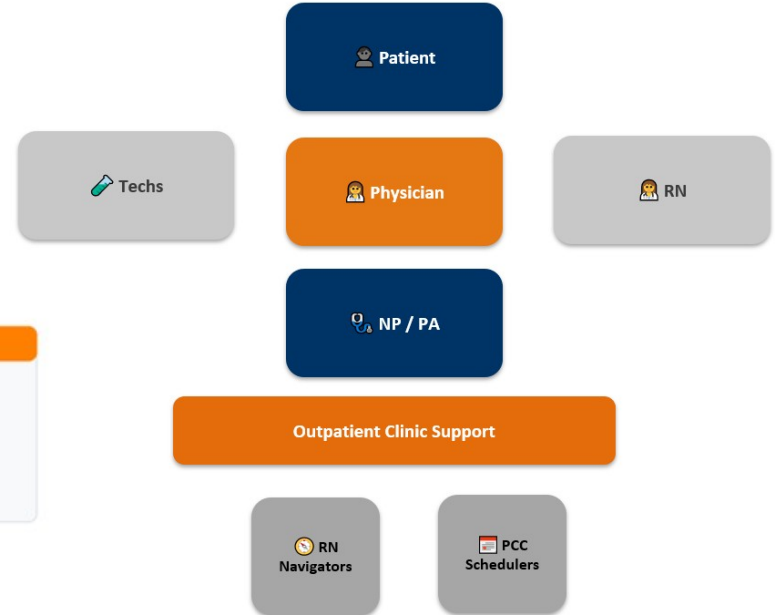 Patient
Techs
Physician
RN
NP / PA
Outpatient Clinic Support
RN
Navigators
PCC
Schedulers